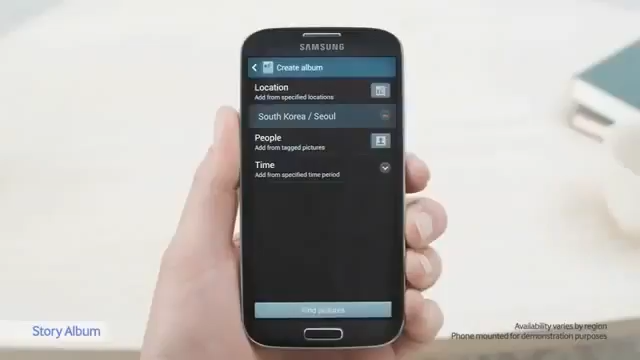 SAMSUNG
Create album
Location
Add from specified locations
South Korea / Seoul
People
Add from tagged pictures
Time
Add from specified time period
Find pictures
Story Album
Availability varies by region
Phone mounted for demonstration purposes